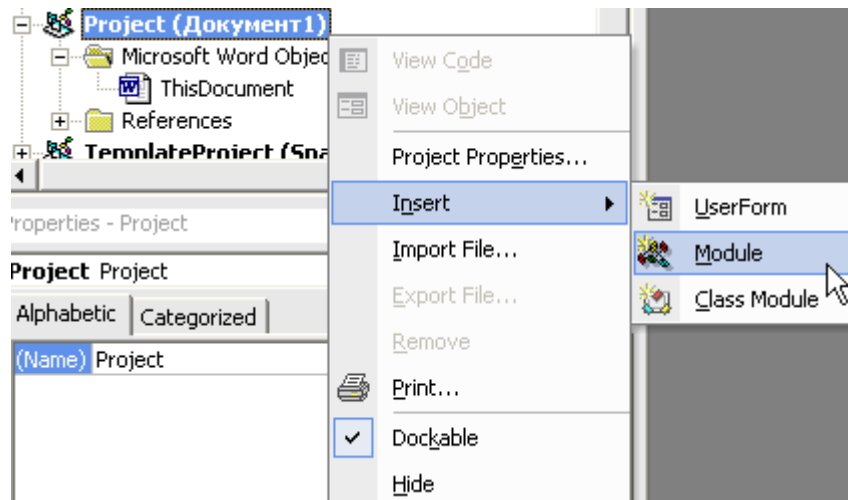 Project (Документ1)
Microsoft Word Objec
ThisDocument
References
TemplateProject (Sna
Properties - Project
Project Project
Alphabetic Categorized
(Name) Project
View Code
View Object
Project Properties...
Insert
Import File...
Export File...
Remove
Print...
Dockable
Hide
UserForm
Module
Class Module